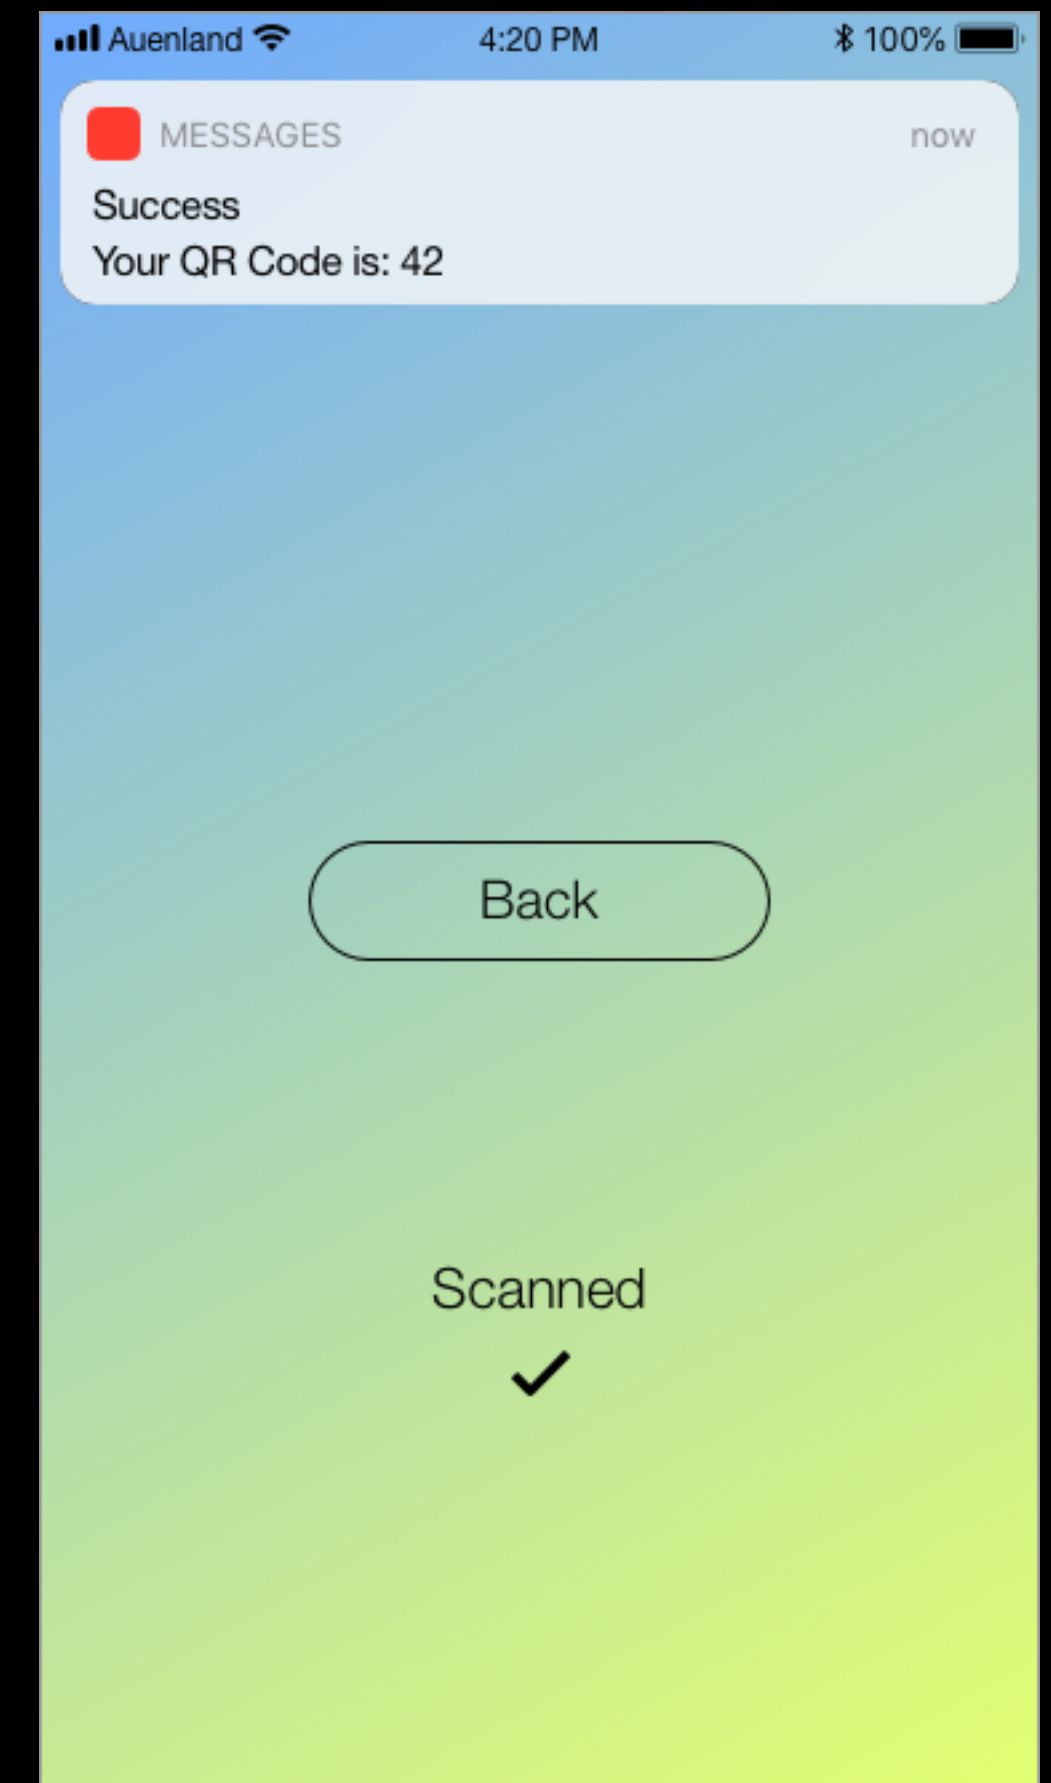 Auenland 4:20 PM 100%
MESSAGES now
Success
Your QR Code is: 42
Back
Scanned